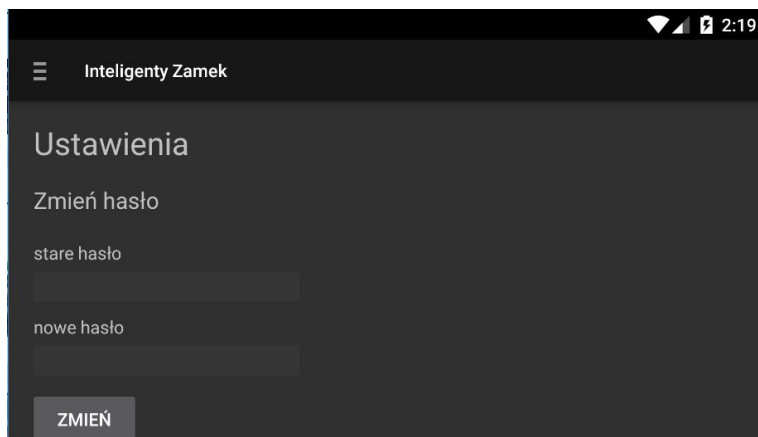 2:19
Inteligenty Zamek
Ustawienia
Zmień hasło
stare hasło
nowe hasło
ZMIEŃ